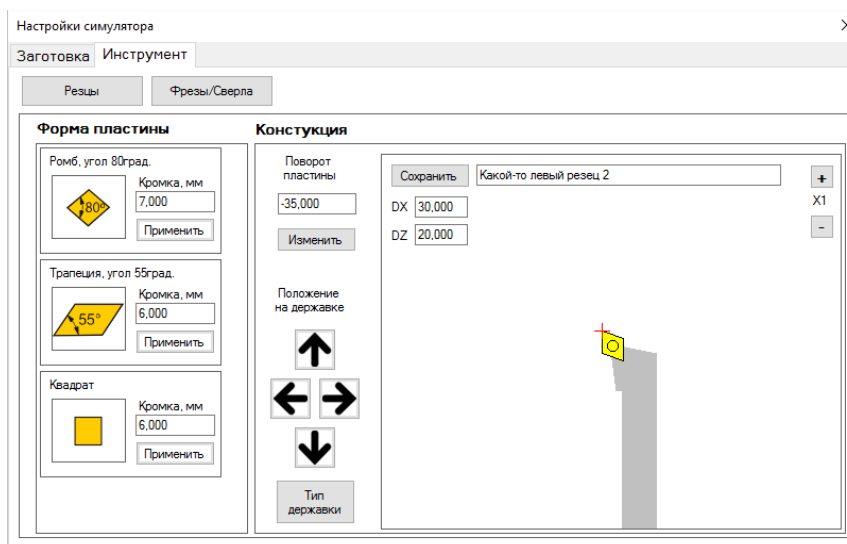 Настройки симулятора
Заготовка Инструмент
Резцы Фрезы/Сверла
Форма пластины
Ромб, угол 80град.
80°
Кромка, мм
7,000
Применить
Трапеция, угол 55град.
55°
Кромка, мм
6,000
Применить
Квадрат
Кромка, мм
6,000
Применить
Констукция
Поворот
пластины
-35,000
Изменить
Положение
на державке
Тип
державки
Сохранить Какой-то левый резец 2
DX 30,000
DZ 20,000
+
X1
-